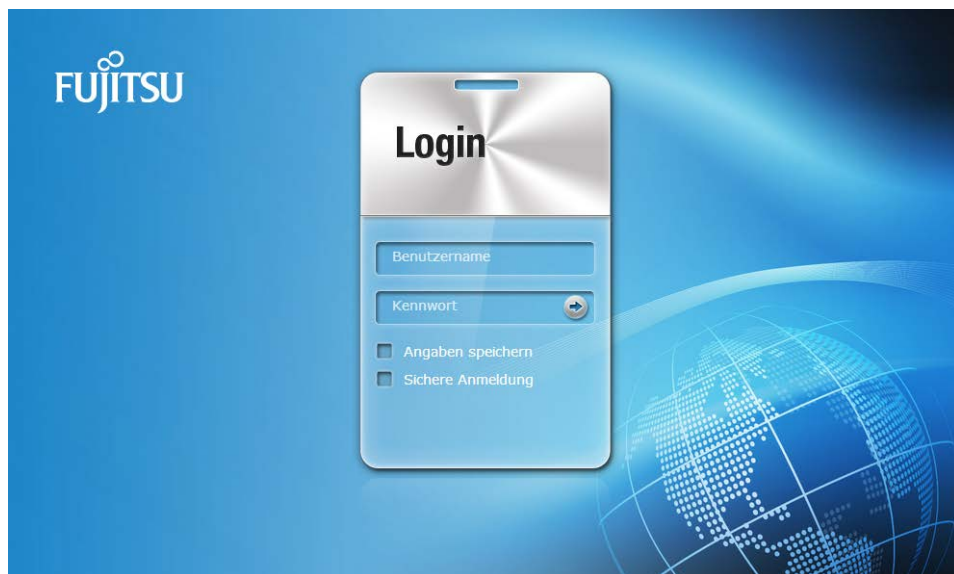 FUJITSU
Login
Benutzername
Kennwort
Angaben speichern
Sichere Anmeldung